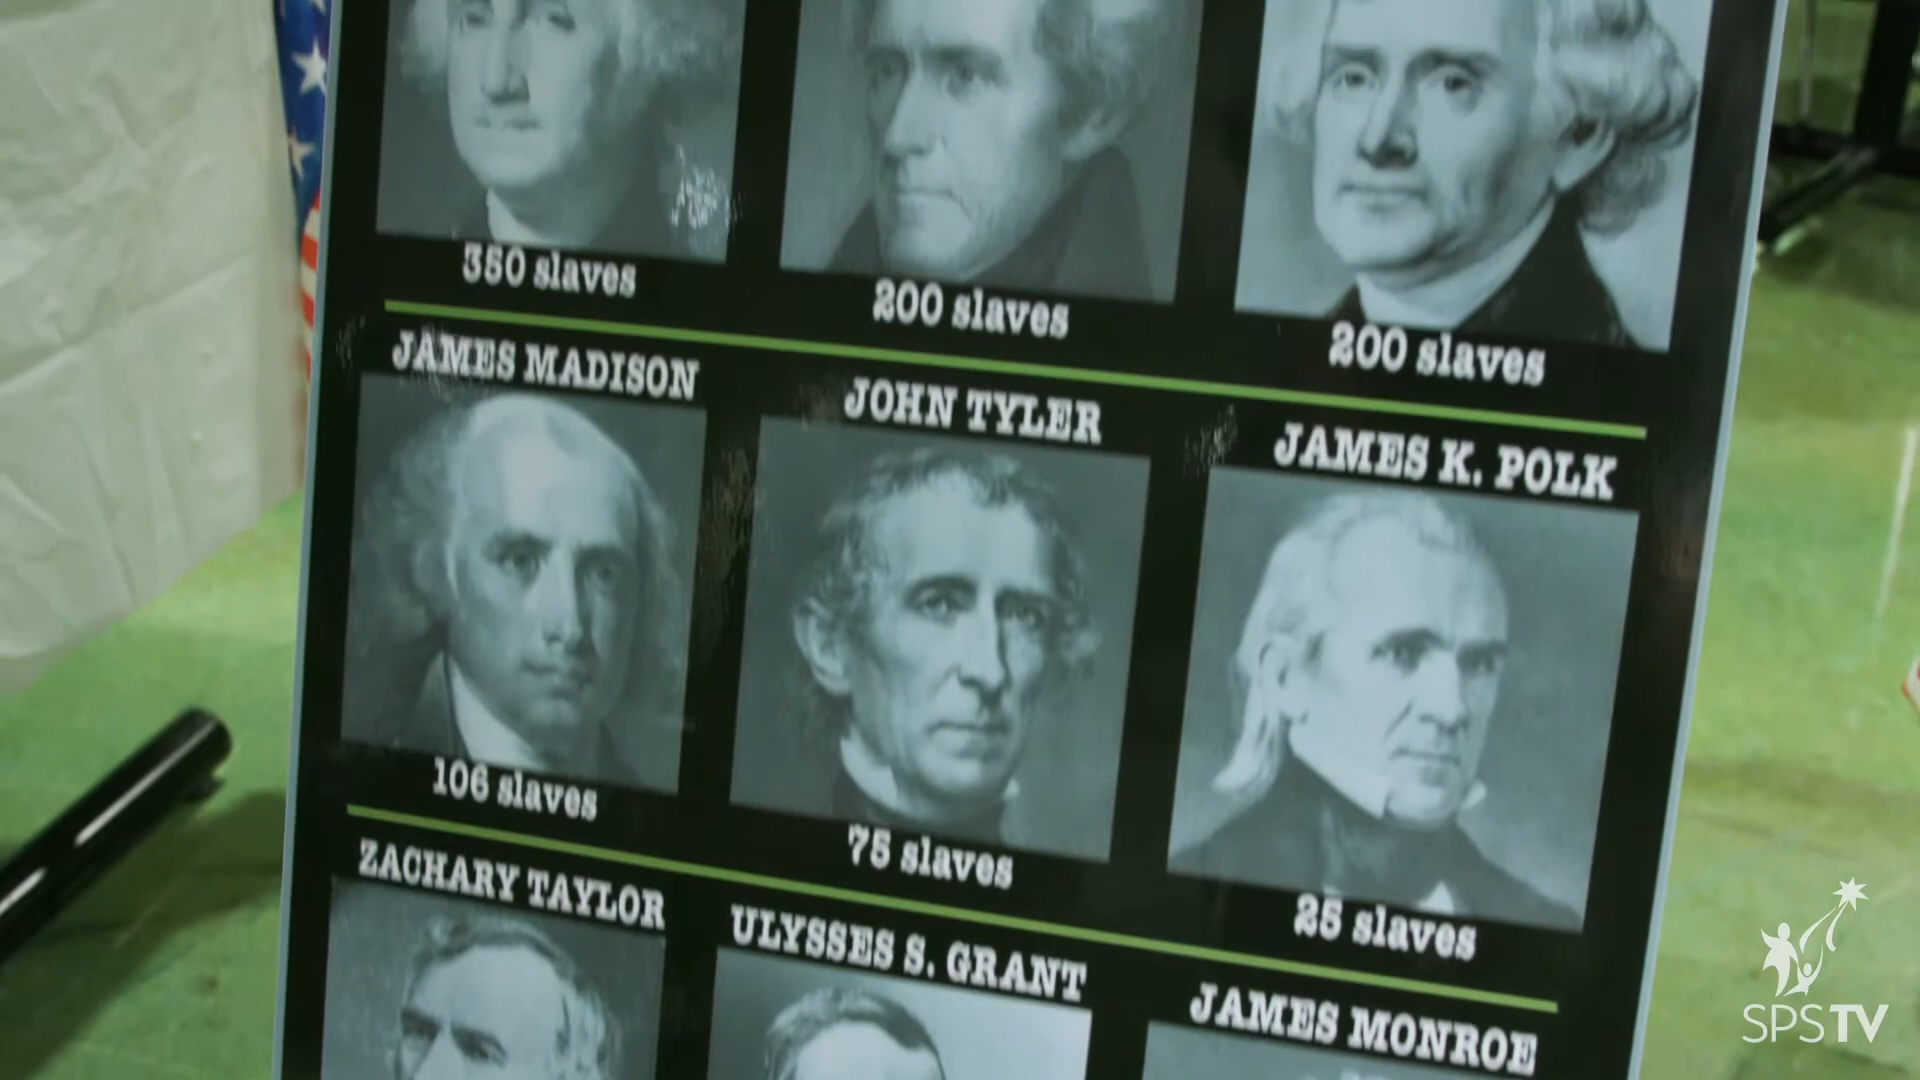 350 slaves
200 slaves
200 slaves
JAMES MADISON
JOHN TYLER
JAMES K. POLK
106 slaves
75 slaves
25 slaves
ZACHARY TAYLOR
ULYSSES S. GRANT
JAMES MONROE
SPSTV